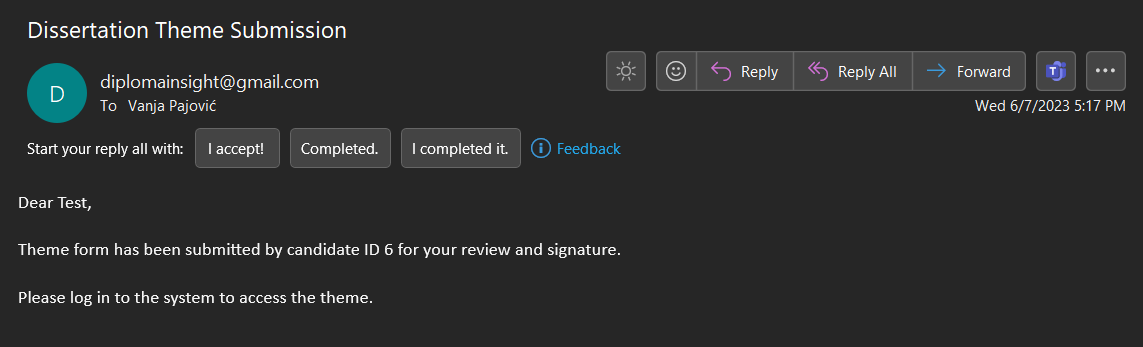 Dissertation Theme Submission
D
diplomainsight@gmail.com
To Vanja Pajović
Reply
Reply All
Forward
T
Wed 6/7/2023 5:17 PM
Start your reply all with:
I accept!
Completed.
I completed it.
Feedback
Dear Test,
Theme form has been submitted by candidate ID 6 for your review and signature.
Please log in to the system to access the theme.